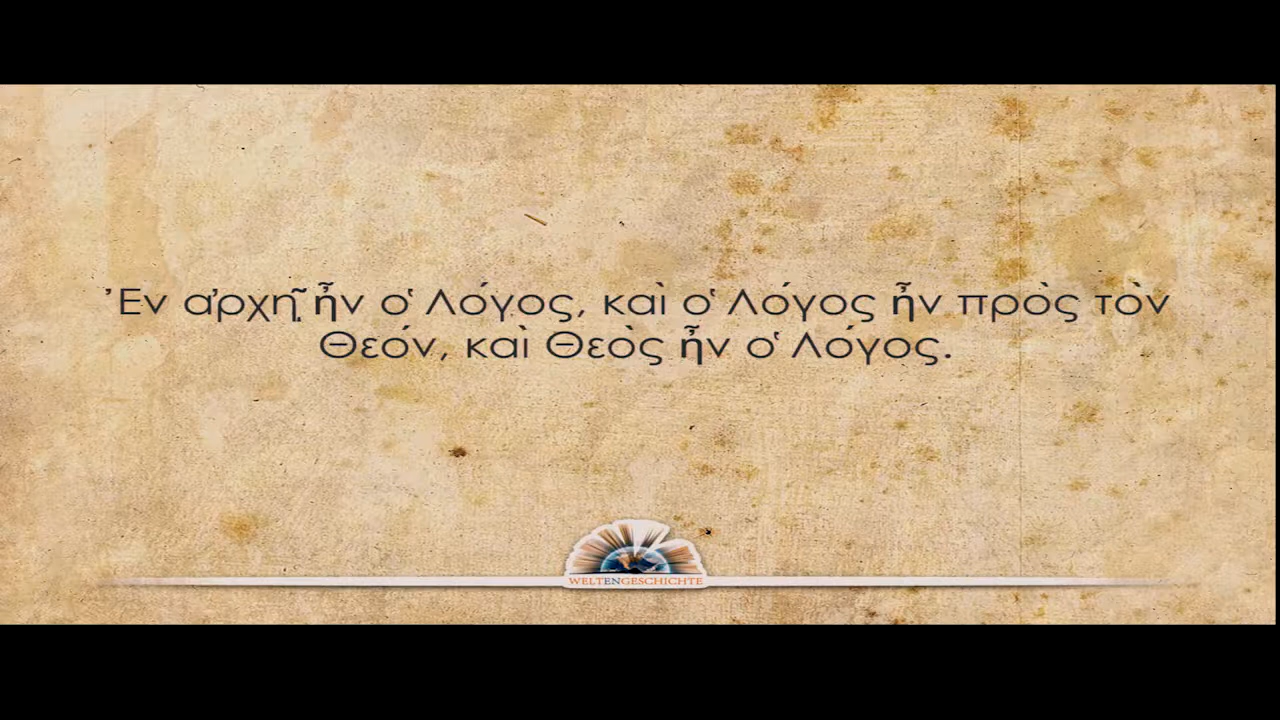 Ἐν ἀρχῇ ἦν ὁ Λόγος, καὶ ὁ Λόγος ἦν πρὸς τὸν
Θεόν, καὶ Θεὸς ἦν ὁ Λόγος.
WELTENGESCHICHTE